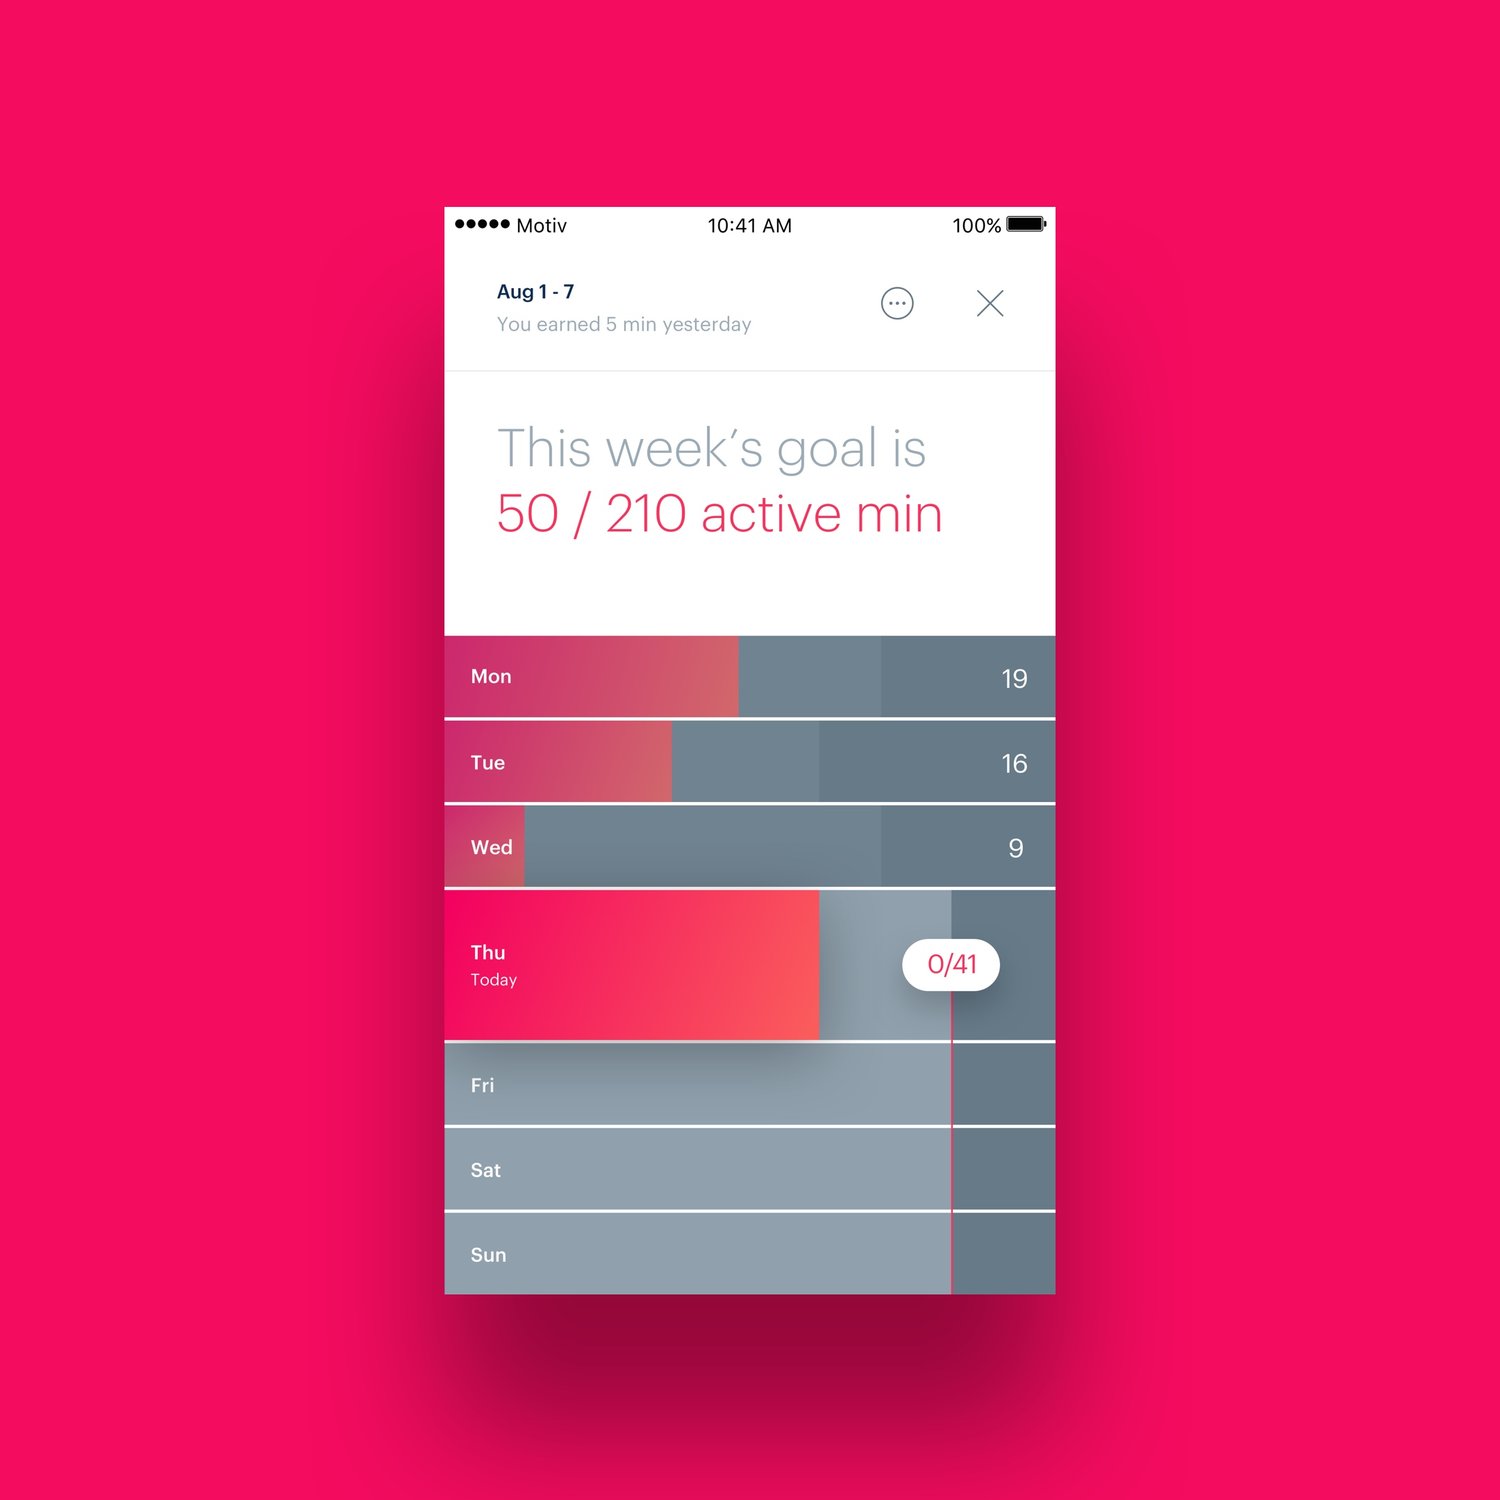 Motiv 10:41 AM 100%
Aug 1 - 7
You earned 5 min yesterday
This week's goal is
50 / 210 active min
Mon 19
Tue 16
Wed 9
Thu
0/41
Today
Fri
Sat
Sun